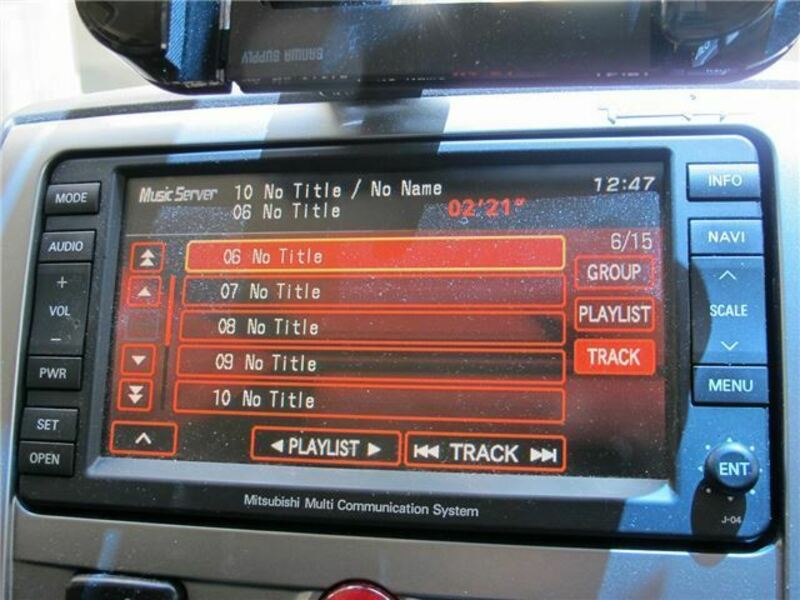 SANWA SUPPLY
MODE
AUDIO
+
VOL
−
PWR
SET
OPEN
Music Server
10 No Title / No Name
12:47
06 No Title
02'21"
6/15
06 No Title
07 No Title
08 No Title
09 No Title
10 No Title
GROUP
PLAYLIST
TRACK
◀ PLAYLIST ▶
⏮ TRACK ⏭
INFO
NAVI
SCALE
MENU
ENT
J-04
Mitsubishi Multi Communication System